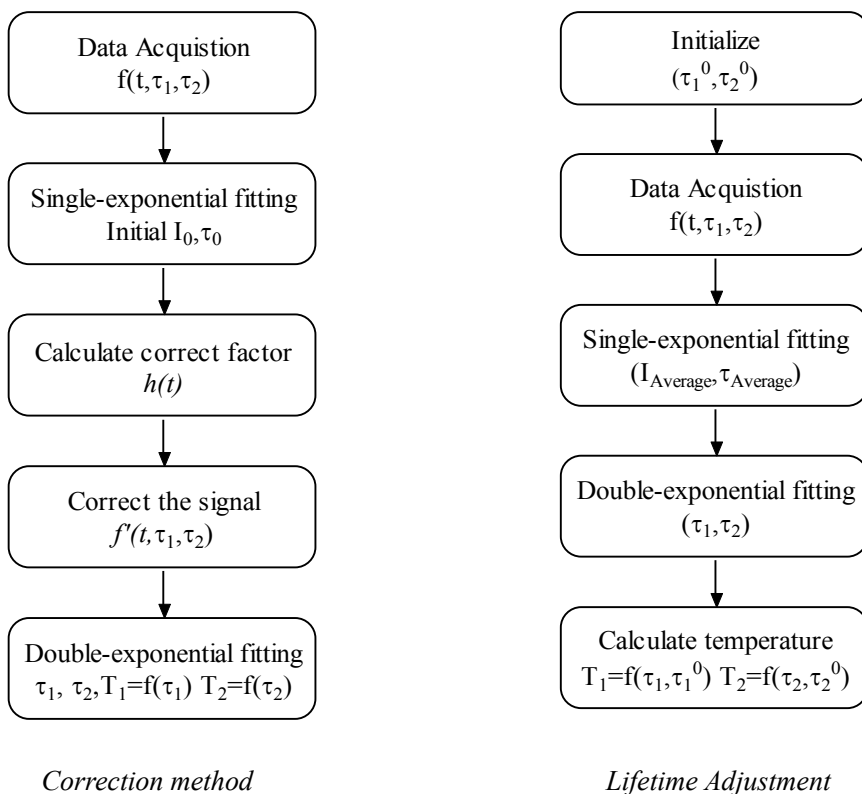 Data Acquistion
f(t,τ₁,τ₂)
Single-exponential fitting
Initial I₀,τ₀
Calculate correct factor
h(t)
Correct the signal
f'(t,τ₁,τ₂)
Double-exponential fitting
τ₁, τ₂,T₁=f(τ₁) T₂=f(τ₂)
Correction method
Initialize
(τ₁⁰,τ₂⁰)
Data Acquistion
f(t,τ₁,τ₂)
Single-exponential fitting
(I_Average,τ_Average)
Double-exponential fitting
(τ₁,τ₂)
Calculate temperature
T₁=f(τ₁,τ₁⁰) T₂=f(τ₂,τ₂⁰)
Lifetime Adjustment